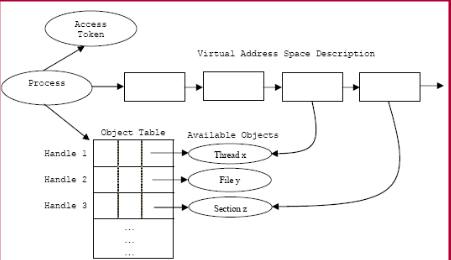 Access
Token
Virtual Address Space Description
Process
Object Table
Available Objects
Handle 1
Thread x
Handle 2
File y
Handle 3
Section z
...
...
...